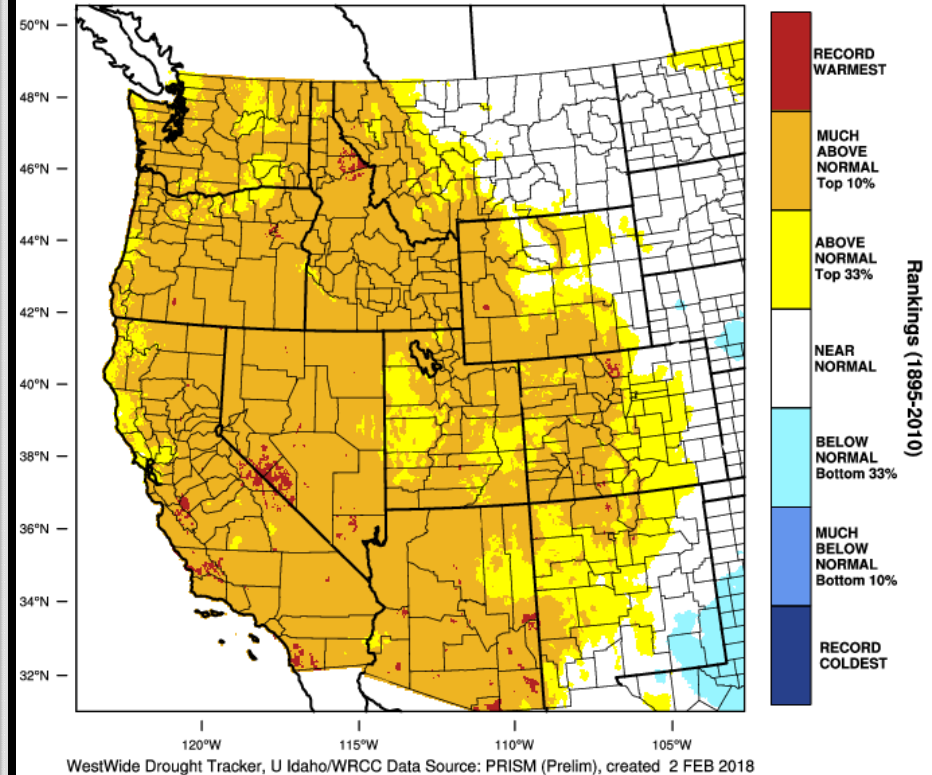 50°N
48°N
46°N
44°N
42°N
40°N
38°N
36°N
34°N
32°N
120°W
115°W
110°W
105°W
RECORD
WARMEST
MUCH
ABOVE
NORMAL
Top 10%
ABOVE
NORMAL
Top 33%
NEAR
NORMAL
BELOW
NORMAL
Bottom 33%
MUCH
BELOW
NORMAL
Bottom 10%
RECORD
COLDEST
Rankings (1895-2010)
WestWide Drought Tracker, U Idaho/WRCC Data Source: PRISM (Prelim), created 2 FEB 2018